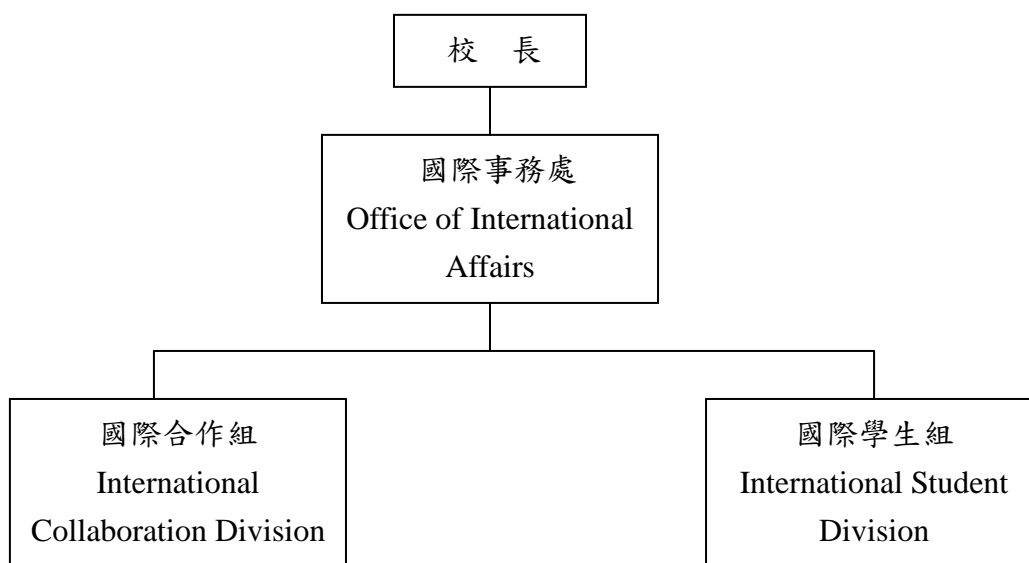 校　長
國際事務處
Office of International
Affairs
國際合作組
International
Collaboration Division
國際學生組
International Student
Division